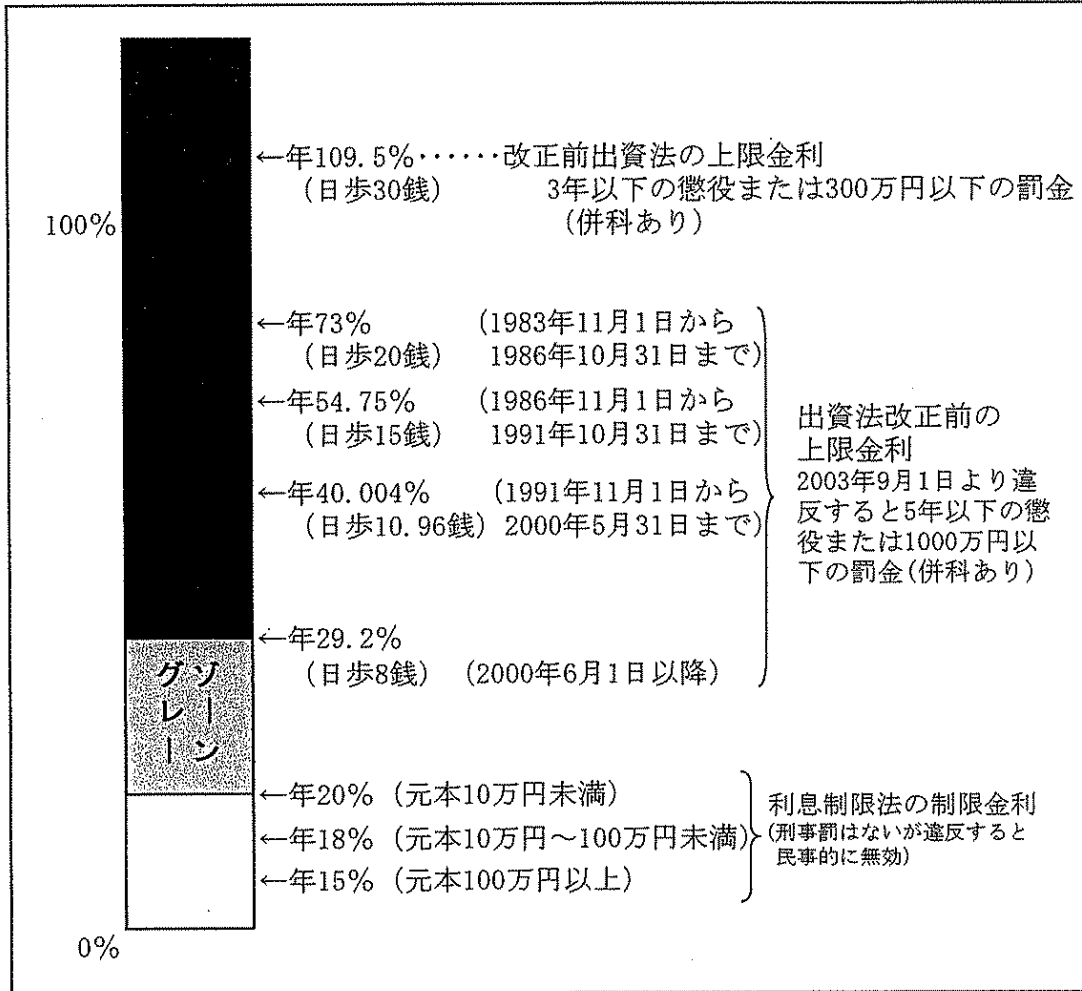 ←年109.5%‥‥‥改正前出資法の上限金利
(日歩30銭) 3年以下の懲役または300万円以下の罰金
100%
(併科あり)
←年73% (1983年11月1日から
(日歩20銭) 1986年10月31日まで)
←年54.75% (1986年11月1日から
(日歩15銭) 1991年10月31日まで)
←年40.004% (1991年11月1日から
(日歩10.96銭) 2000年5月31日まで)
←年29.2%
(日歩8銭) (2000年6月1日以降)
出資法改正前の
上限金利
2003年9月1日より違
反すると5年以下の懲
役または1000万円以
下の罰金(併科あり)
グレー
ゾーン
←年20% (元本10万円未満)
←年18% (元本10万円～100万円未満)
←年15% (元本100万円以上)
利息制限法の制限金利
(刑事罰はないが違反すると
民事的に無効)
0%